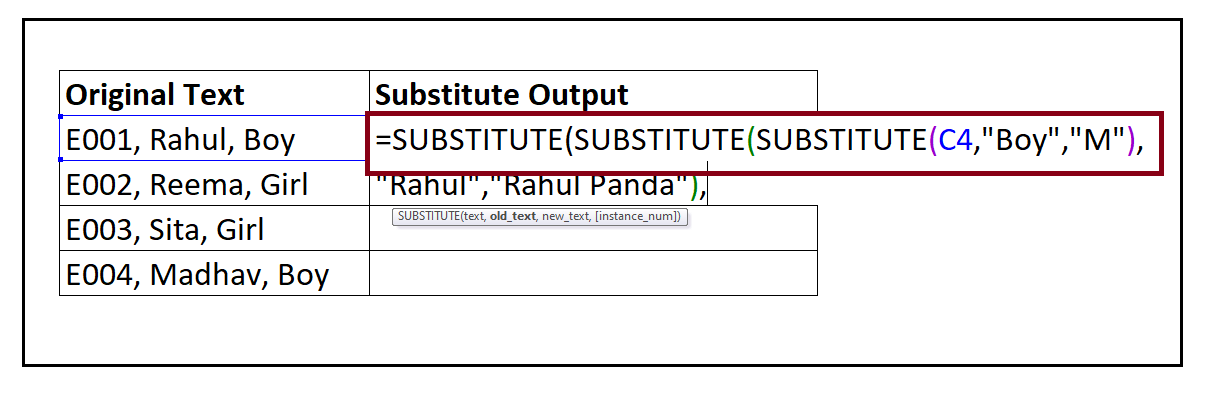 Original Text Substitute Output
E001, Rahul, Boy =SUBSTITUTE(SUBSTITUTE(SUBSTITUTE(C4,"Boy","M"),
E002, Reema, Girl "Rahul","Rahul Panda"),
SUBSTITUTE(text, old_text, new_text, [instance_num])
E003, Sita, Girl
E004, Madhav, Boy